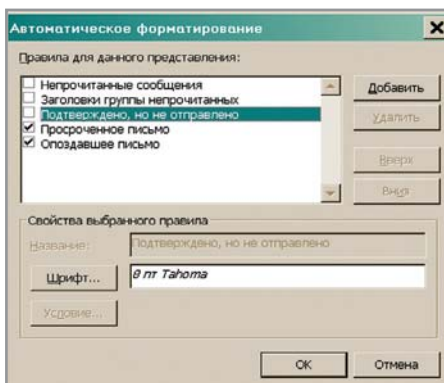 Автоматическое форматирование
Правила для данного представления:
Непрочитанные сообщения
Заголовки группы непрочитанных
Подтверждено, но не отправлено
Просроченное письмо
Опоздавшее письмо
Добавить
Удалить
Вверх
Вниз
Свойства выбранного правила
Название:
Подтверждено, но не отправлено
Шрифт...
8 пт Tahoma
Условие...
OK
Отмена